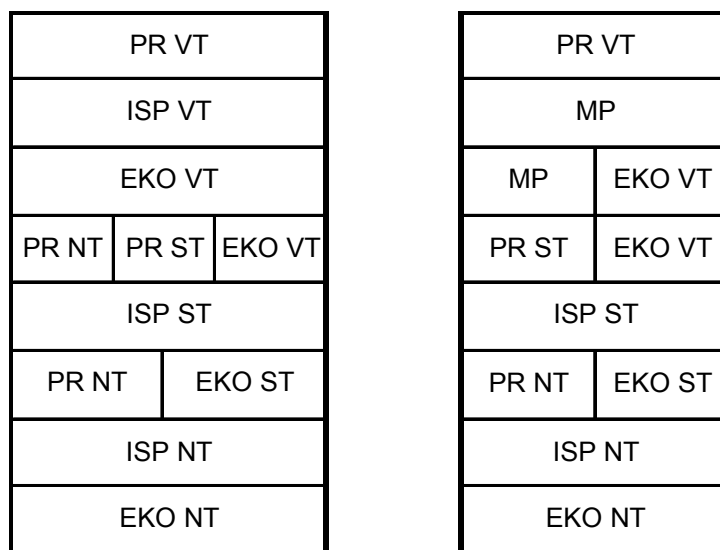 PR VT
ISP VT
EKO VT
PR NT PR ST EKO VT
ISP ST
PR NT EKO ST
ISP NT
EKO NT
PR VT
MP
MP EKO VT
PR ST EKO VT
ISP ST
PR NT EKO ST
ISP NT
EKO NT